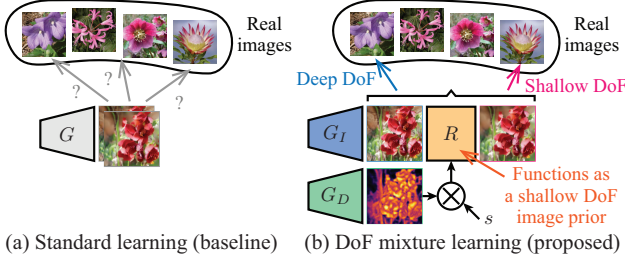 Real
images
?
?
?
G
(a) Standard learning (baseline)
Real
images
Deep DoF
Shallow DoF
G_I
R
G_D
s
Functions as
a shallow DoF
image prior
(b) DoF mixture learning (proposed)